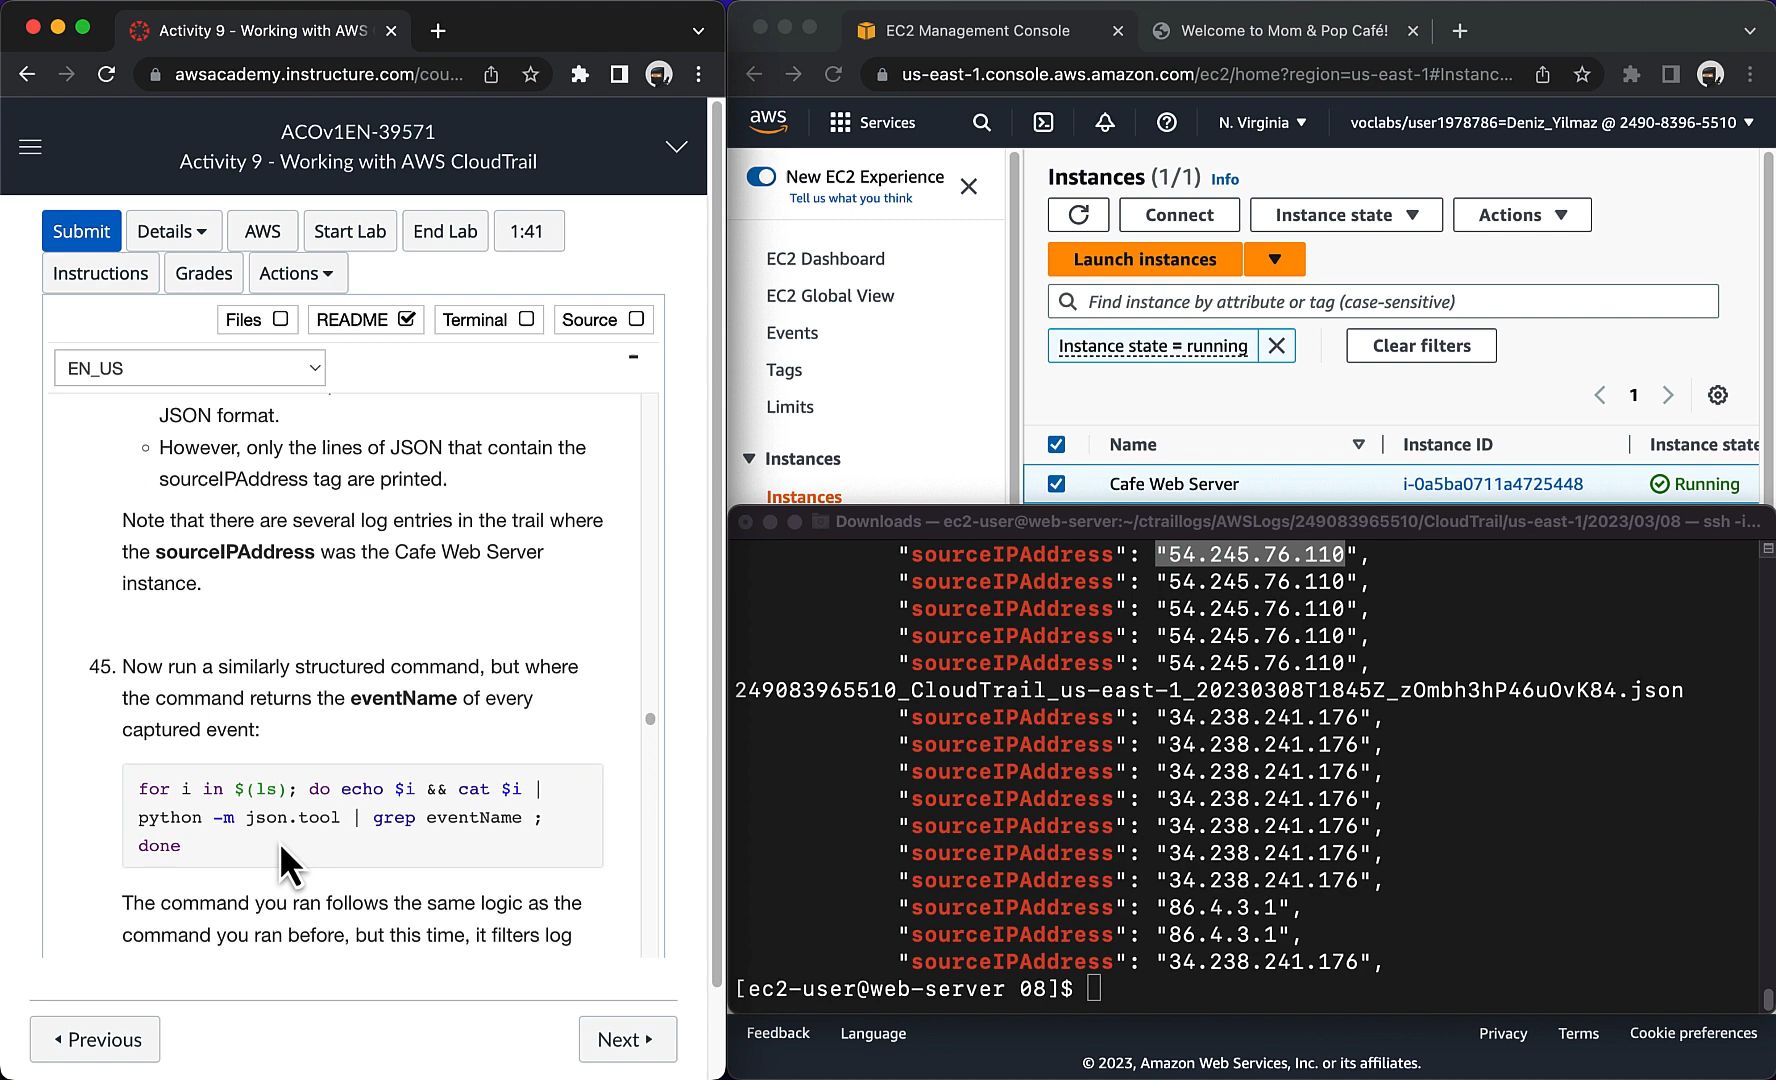 Activity 9 - Working with AWS
awsacademy.instructure.com/cou...
ACOv1EN-39571
Activity 9 - Working with AWS CloudTrail
Submit
Details
AWS
Start Lab
End Lab
1:41
Instructions
Grades
Actions
Files
README
Terminal
Source
EN_US
JSON format.
However, only the lines of JSON that contain the
sourceIPAddress tag are printed.
Note that there are several log entries in the trail where
the sourceIPAddress was the Cafe Web Server
instance.
45. Now run a similarly structured command, but where
the command returns the eventName of every
captured event:
for i in $(ls); do echo $i && cat $i |
python -m json.tool | grep eventName ;
done
The command you ran follows the same logic as the
command you ran before, but this time, it filters log
Previous
Next
EC2 Management Console
Welcome to Mom & Pop Café!
us-east-1.console.aws.amazon.com/ec2/home?region=us-east-1#Instanc...
aws
Services
N. Virginia
voclabs/user1978786=Deniz_Yilmaz @ 2490-8396-5510
New EC2 Experience
Tell us what you think
EC2 Dashboard
EC2 Global View
Events
Tags
Limits
Instances
Instances
Instances (1/1) Info
Connect
Instance state
Actions
Launch instances
Find instance by attribute or tag (case-sensitive)
Instance state = running
Clear filters
1
Name
Instance ID
Instance state
Cafe Web Server
i-0a5ba0711a4725448
Running
Downloads — ec2-user@web-server:~/ctraillogs/AWSLogs/249083965510/CloudTrail/us-east-1/2023/03/08 — ssh -i...
"sourceIPAddress": "54.245.76.110",
"sourceIPAddress": "54.245.76.110",
"sourceIPAddress": "54.245.76.110",
"sourceIPAddress": "54.245.76.110",
"sourceIPAddress": "54.245.76.110",
249083965510_CloudTrail_us-east-1_20230308T1845Z_zOmbh3hP46uOvK84.json
"sourceIPAddress": "34.238.241.176",
"sourceIPAddress": "34.238.241.176",
"sourceIPAddress": "34.238.241.176",
"sourceIPAddress": "34.238.241.176",
"sourceIPAddress": "34.238.241.176",
"sourceIPAddress": "34.238.241.176",
"sourceIPAddress": "34.238.241.176",
"sourceIPAddress": "86.4.3.1",
"sourceIPAddress": "86.4.3.1",
"sourceIPAddress": "34.238.241.176",
[ec2-user@web-server 08]$
Feedback
Language
Privacy
Terms
Cookie preferences
© 2023, Amazon Web Services, Inc. or its affiliates.